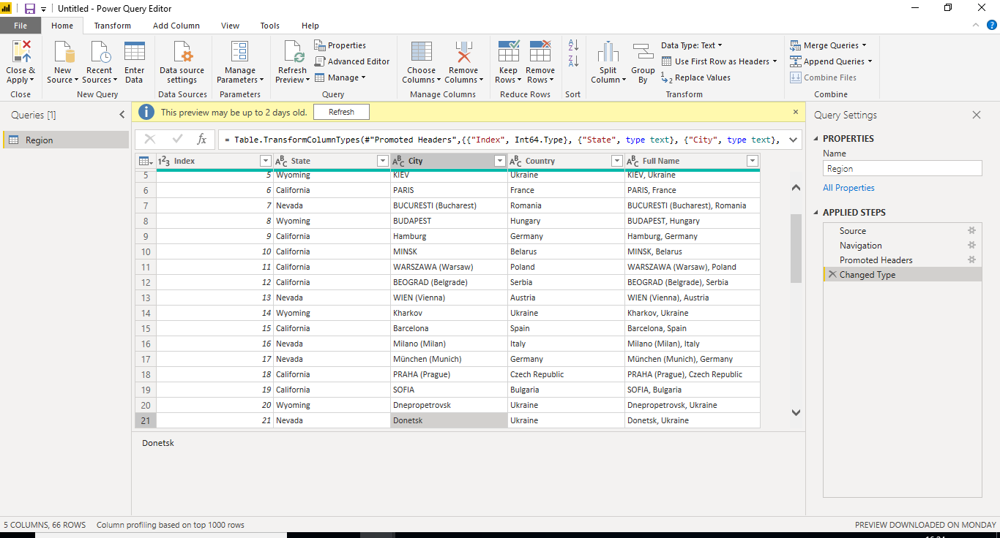 Untitled - Power Query Editor
File Home Transform Add Column View Tools Help
Close & Apply
New Source
Recent Sources
Enter Data
Data source settings
Manage Parameters
Refresh Preview
Properties
Advanced Editor
Manage
Choose Columns
Remove Columns
Keep Rows
Remove Rows
A Z
Z A
Split Column
Group By
Data Type: Text
Use First Row as Headers
1 2 Replace Values
Merge Queries
Append Queries
Combine Files
Close New Query Data Sources Parameters Query Manage Columns Reduce Rows Sort Transform Combine
Queries [1]
Region
This preview may be up to 2 days old. Refresh
fx = Table.TransformColumnTypes(#"Promoted Headers",{{"Index", Int64.Type}, {"State", type text}, {"City", type text},
123 Index ABC State ABC City ABC Country ABC Full Name
5 5 Wyoming KIEV Ukraine KIEV, Ukraine
6 6 California PARIS France PARIS, France
7 7 Nevada BUCURESTI (Bucharest) Romania BUCURESTI (Bucharest), Romania
8 8 Wyoming BUDAPEST Hungary BUDAPEST, Hungary
9 9 California Hamburg Germany Hamburg, Germany
10 10 California MINSK Belarus MINSK, Belarus
11 11 California WARSZAWA (Warsaw) Poland WARSZAWA (Warsaw), Poland
12 12 California BEOGRAD (Belgrade) Serbia BEOGRAD (Belgrade), Serbia
13 13 Nevada WIEN (Vienna) Austria WIEN (Vienna), Austria
14 14 Wyoming Kharkov Ukraine Kharkov, Ukraine
15 15 California Barcelona Spain Barcelona, Spain
16 16 Nevada Milano (Milan) Italy Milano (Milan), Italy
17 17 Nevada München (Munich) Germany München (Munich), Germany
18 18 California PRAHA (Prague) Czech Republic PRAHA (Prague), Czech Republic
19 19 California SOFIA Bulgaria SOFIA, Bulgaria
20 20 Wyoming Dnepropetrovsk Ukraine Dnepropetrovsk, Ukraine
21 21 Nevada Donetsk Ukraine Donetsk, Ukraine
Donetsk
Query Settings
PROPERTIES
Name
Region
All Properties
APPLIED STEPS
Source
Navigation
Promoted Headers
Changed Type
5 COLUMNS, 66 ROWS Column profiling based on top 1000 rows PREVIEW DOWNLOADED ON MONDAY